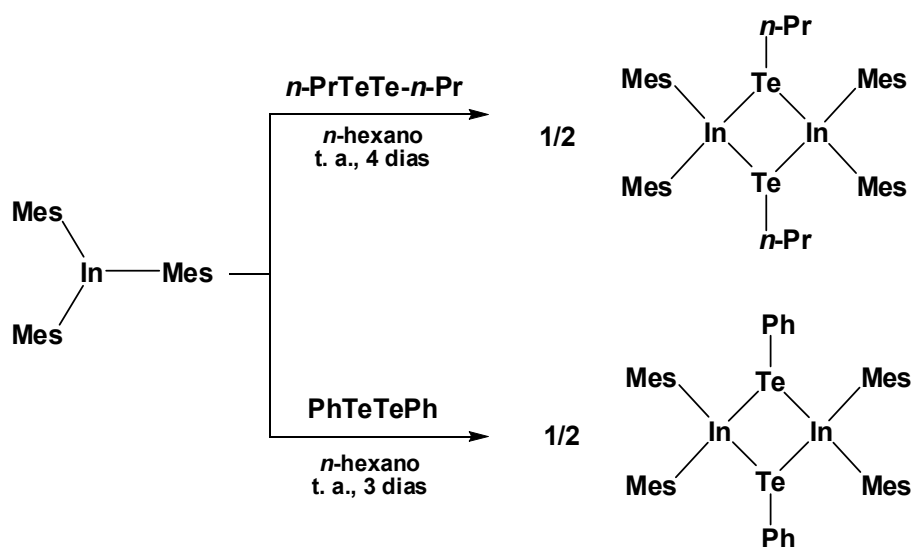 n-Pr
n-PrTeTe-n-Pr
n-hexano
t. a., 4 dias
1/2
Mes
Te
Mes
In
In
Mes
Te
Mes
n-Pr
Mes
In
Mes
Mes
Ph
PhTeTePh
n-hexano
t. a., 3 dias
1/2
Mes
Te
Mes
In
In
Mes
Te
Mes
Ph